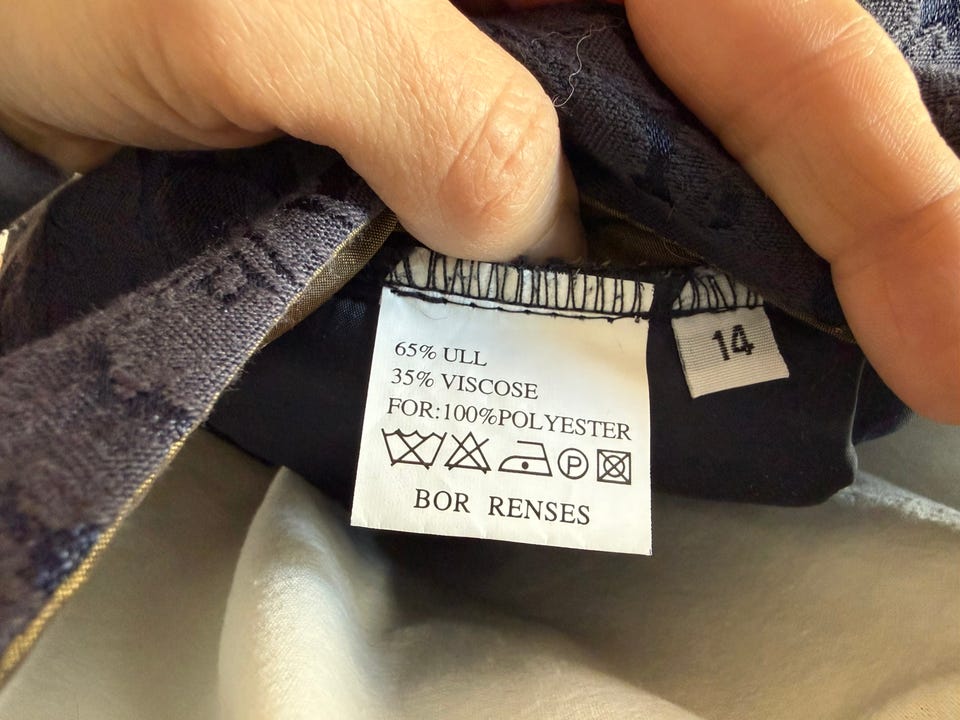 65% ULL
35% VISCOSE
FOR:100%POLYESTER
P
BOR RENSES
14